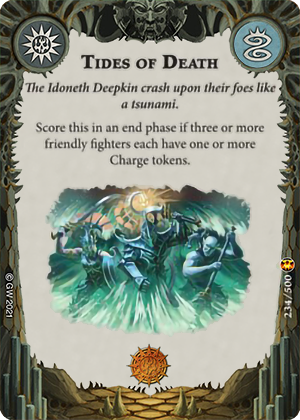 TIDES OF DEATH
The Idoneth Deepkin crash upon their foes like
a tsunami.
Score this in an end phase if three or more
friendly fighters each have one or more
Charge tokens.
© GW 2021
234/500